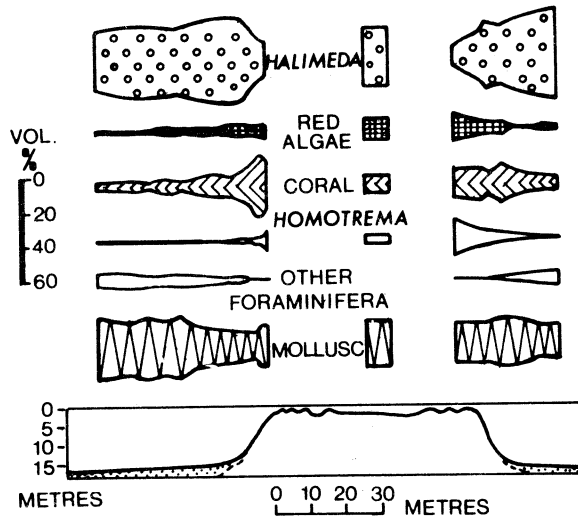 HALIMEDA
RED
ALGAE
VOL.
%
0
20
40
60
CORAL
HOMOTREMA
OTHER
FORAMINIFERA
MOLLUSC
0
5
10
15
METRES
0 10 20 30 METRES